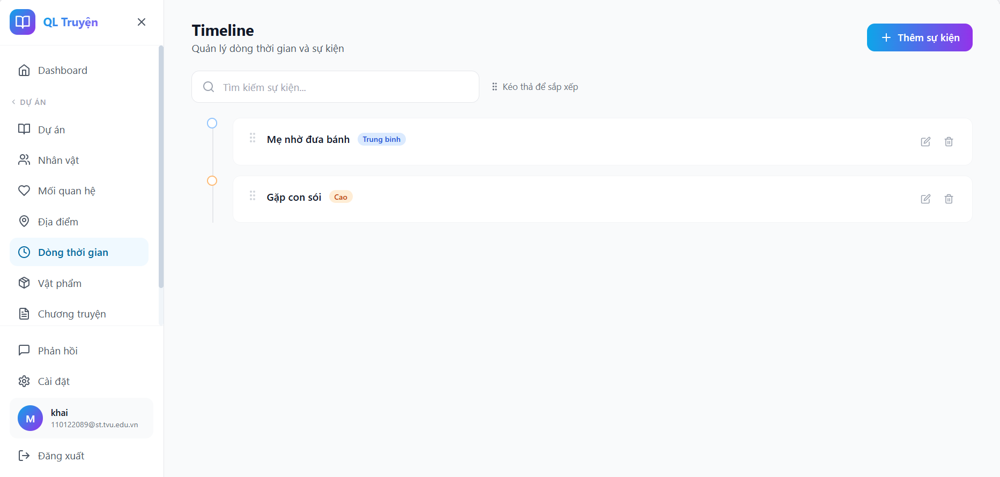 QL Truyện
Dashboard
DỰ ÁN
Dự án
Nhân vật
Mối quan hệ
Địa điểm
Dòng thời gian
Vật phẩm
Chương truyện
Phản hồi
Cài đặt
M
khai
110122089@st.tvu.edu.vn
Đăng xuất
Timeline
Quản lý dòng thời gian và sự kiện
Thêm sự kiện
Tìm kiếm sự kiện...
Kéo thả để sắp xếp
Mẹ nhờ đưa bánh Trung bình
Gặp con sói Cao